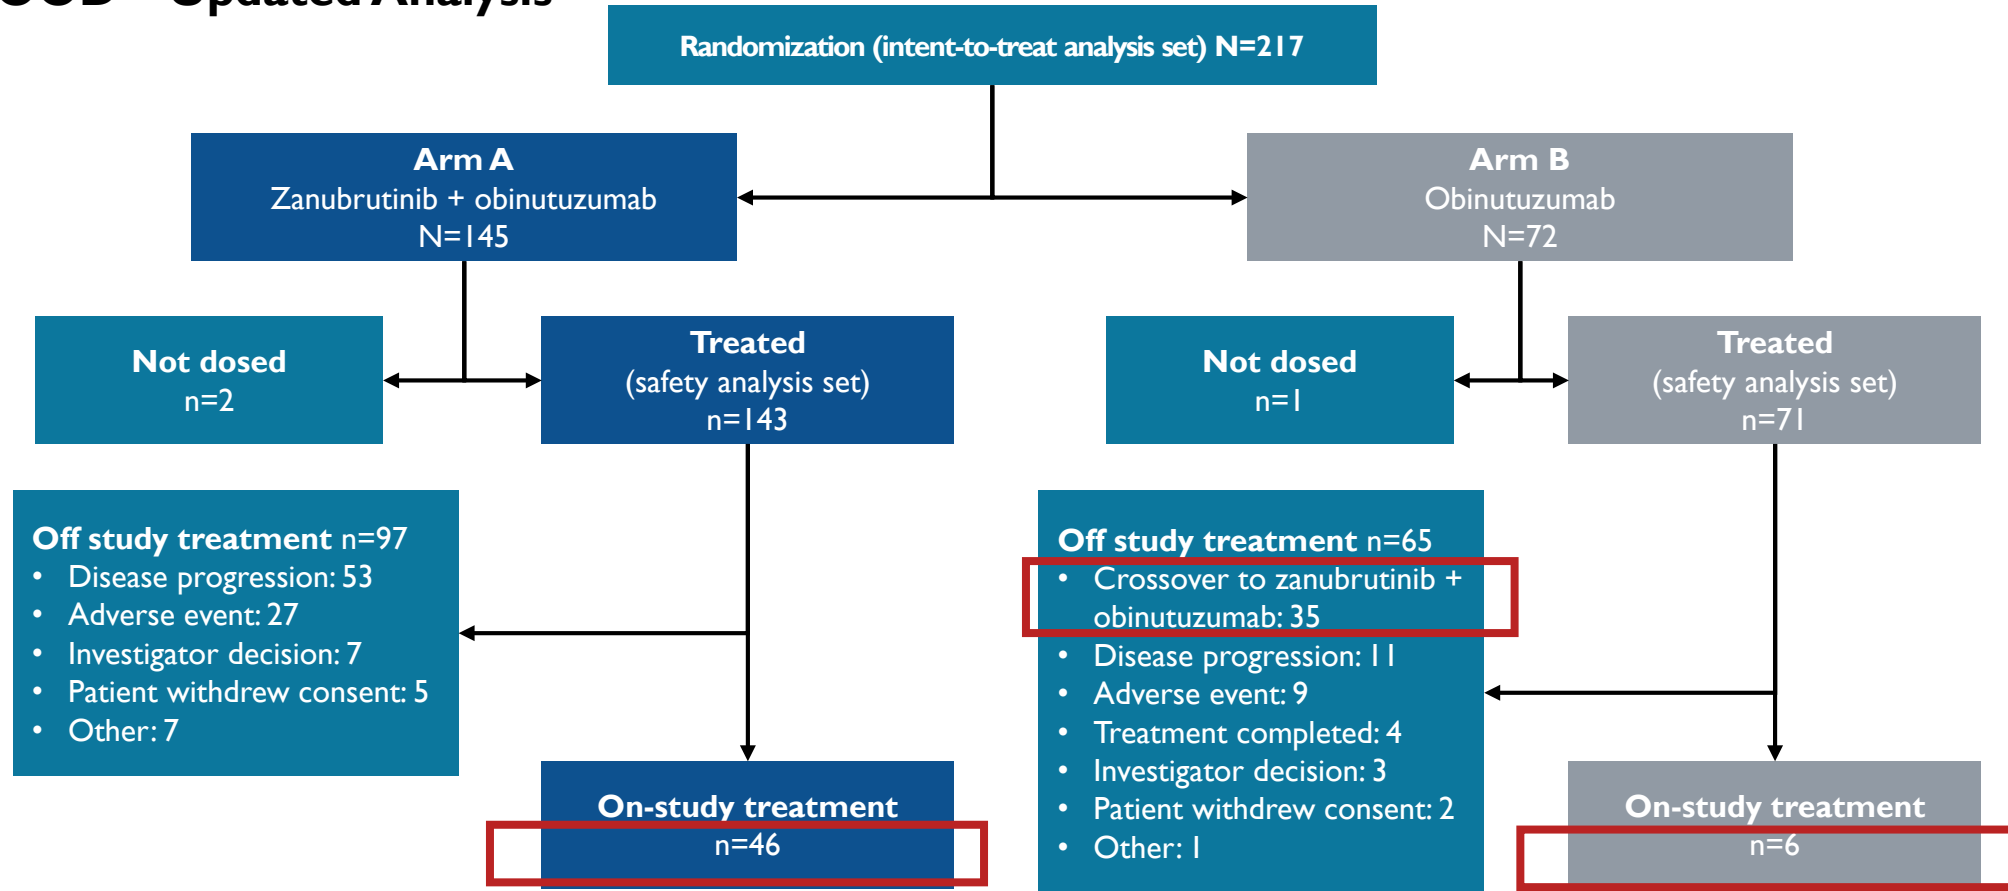 Updated Analysis
Randomization (intent-to-treat analysis set) N=217
Arm A
Zanubrutinib + obinutuzumab
N=145
Arm B
Obinutuzumab
N=72
Not dosed
n=2
Treated
(safety analysis set)
n=143
Not dosed
n=1
Treated
(safety analysis set)
n=71
Off study treatment n=97
• Disease progression: 53
• Adverse event: 27
• Investigator decision: 7
• Patient withdrew consent: 5
• Other: 7
On-study treatment
n=46
Off study treatment n=65
• Crossover to zanubrutinib +
obinutuzumab: 35
• Disease progression: 11
• Adverse event: 9
• Treatment completed: 4
• Investigator decision: 3
• Patient withdrew consent: 2
• Other: 1
On-study treatment
n=6